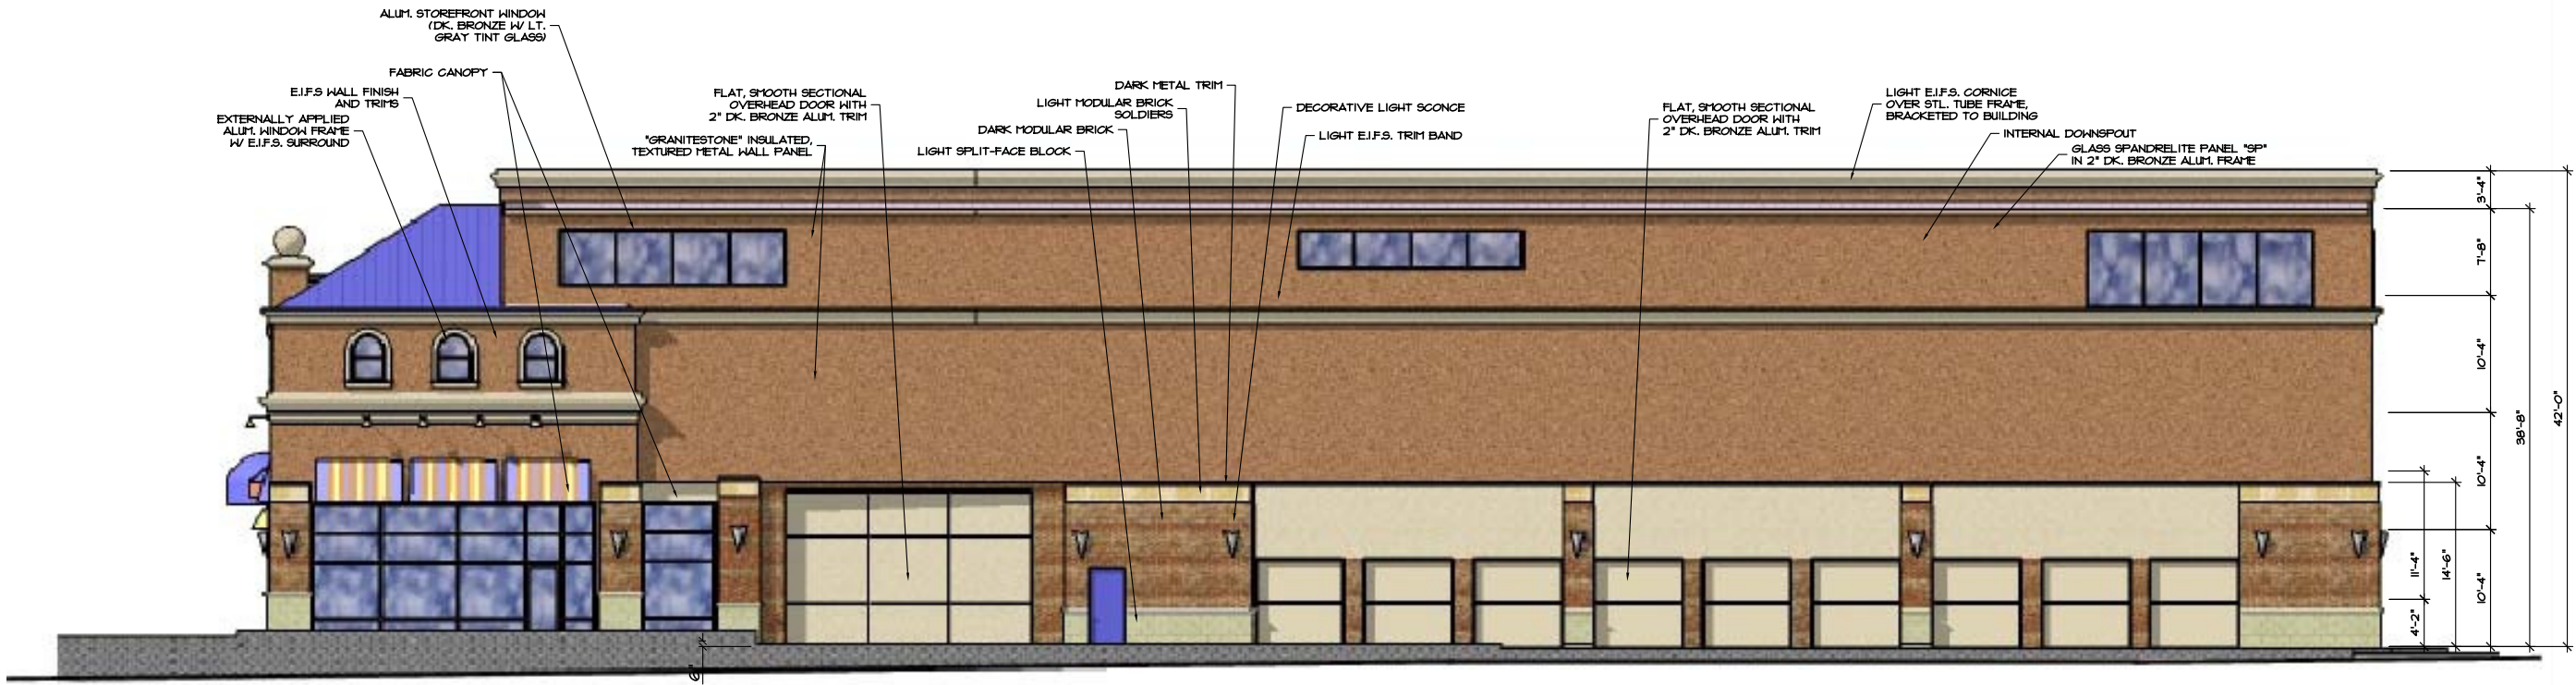 ALUM. STOREFRONT WINDOW
(DK. BRONZE W/ LT.
GRAY TINT GLASS)
FABRIC CANOPY
E.I.F.S WALL FINISH
AND TRIMS
EXTERNALLY APPLIED
ALUM. WINDOW FRAME
W/ E.I.F.S. SURROUND
FLAT, SMOOTH SECTIONAL
OVERHEAD DOOR WITH
2" DK. BRONZE ALUM. TRIM
"GRANITESTONE" INSULATED,
TEXTURED METAL WALL PANEL
DARK METAL TRIM
LIGHT MODULAR BRICK
SOLDIERS
DARK MODULAR BRICK
LIGHT SPLIT-FACE BLOCK
DECORATIVE LIGHT SCONCE
LIGHT E.I.F.S. TRIM BAND
FLAT, SMOOTH SECTIONAL
OVERHEAD DOOR WITH
2" DK. BRONZE ALUM. TRIM
LIGHT E.I.F.S. CORNICE
OVER STL. TUBE FRAME,
BRACKETED TO BUILDING
INTERNAL DOWNSPOUT
GLASS SPANDRELITE PANEL "SP"
IN 2" DK. BRONZE ALUM. FRAME
3'-4"
7'-8"
10'-4"
10'-4"
10'-4"
38'-8"
42'-0"
11'-4"
14'-6"
4'-2"
6"